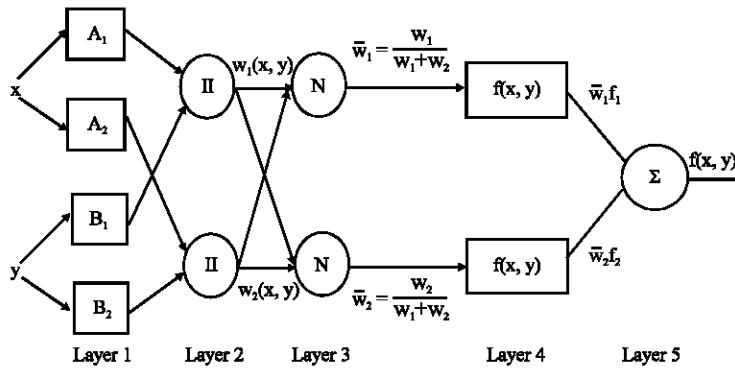 x
y
A₁
A₂
B₁
B₂
Π
Π
w₁(x, y)
w₂(x, y)
N
N
w̄₁ = w₁ / w₁+w₂
w̄₂ = w₂ / w₁+w₂
f(x, y)
f(x, y)
w̄₁f₁
w̄₂f₂
Σ
f(x, y)
Layer 1 Layer 2 Layer 3 Layer 4 Layer 5